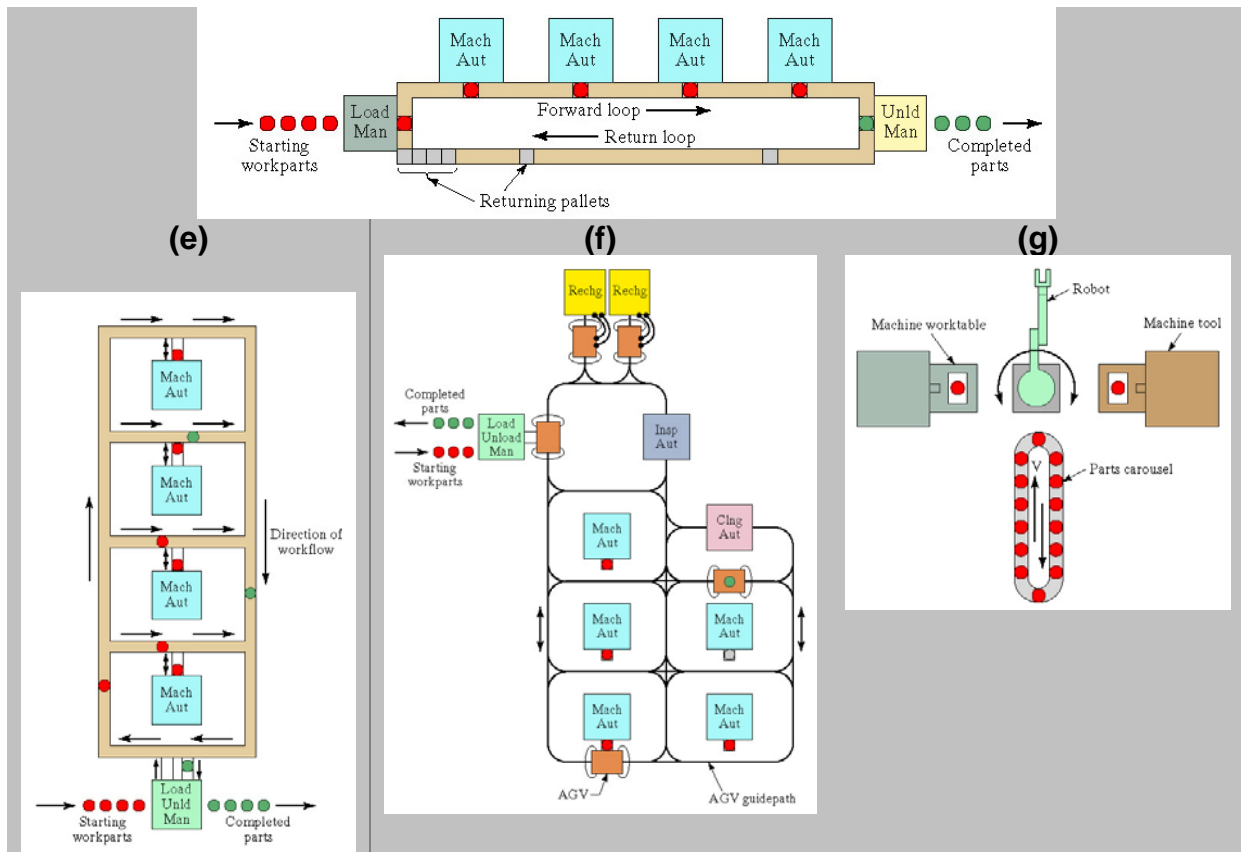 Mach
Aut
Mach
Aut
Mach
Aut
Mach
Aut
Load
Man
Forward loop
Return loop
Unld
Man
Starting
workparts
Completed
parts
Returning pallets
(e)
(f)
(g)
Mach
Aut
Mach
Aut
Mach
Aut
Mach
Aut
Direction of
workflow
Load
Unld
Man
Starting
workparts
Completed
parts
Rechg
Rechg
Completed
parts
Load
Unload
Man
Starting
workparts
Insp
Aut
Mach
Aut
Clng
Aut
Mach
Aut
Mach
Aut
Mach
Aut
Mach
Aut
AGV
AGV guidepath
Robot
Machine worktable
Machine tool
V
Parts carousel